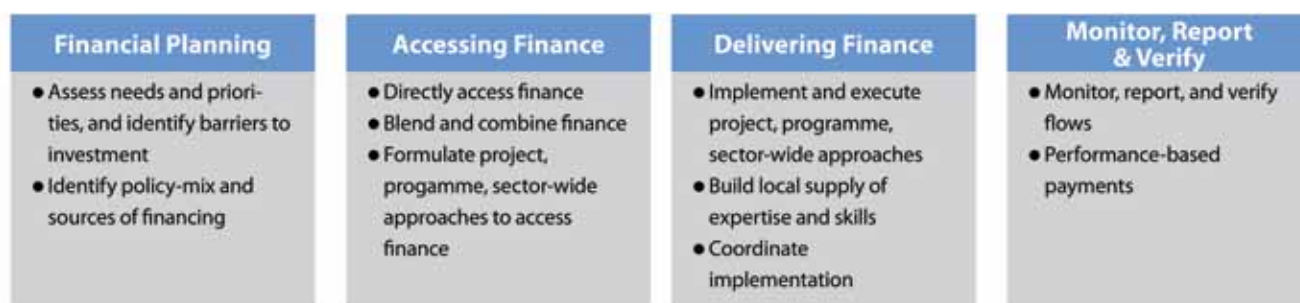 Financial Planning
● Assess needs and priori-
ties, and identify barriers to
investment
● Identify policy-mix and
sources of financing
Accessing Finance
● Directly access finance
● Blend and combine finance
● Formulate project,
progamme, sector-wide
approaches to access
finance
Delivering Finance
● Implement and execute
project, programme,
sector-wide approaches
● Build local supply of
expertise and skills
● Coordinate
implementation
Monitor, Report
& Verify
● Monitor, report, and verify
flows
● Performance-based
payments